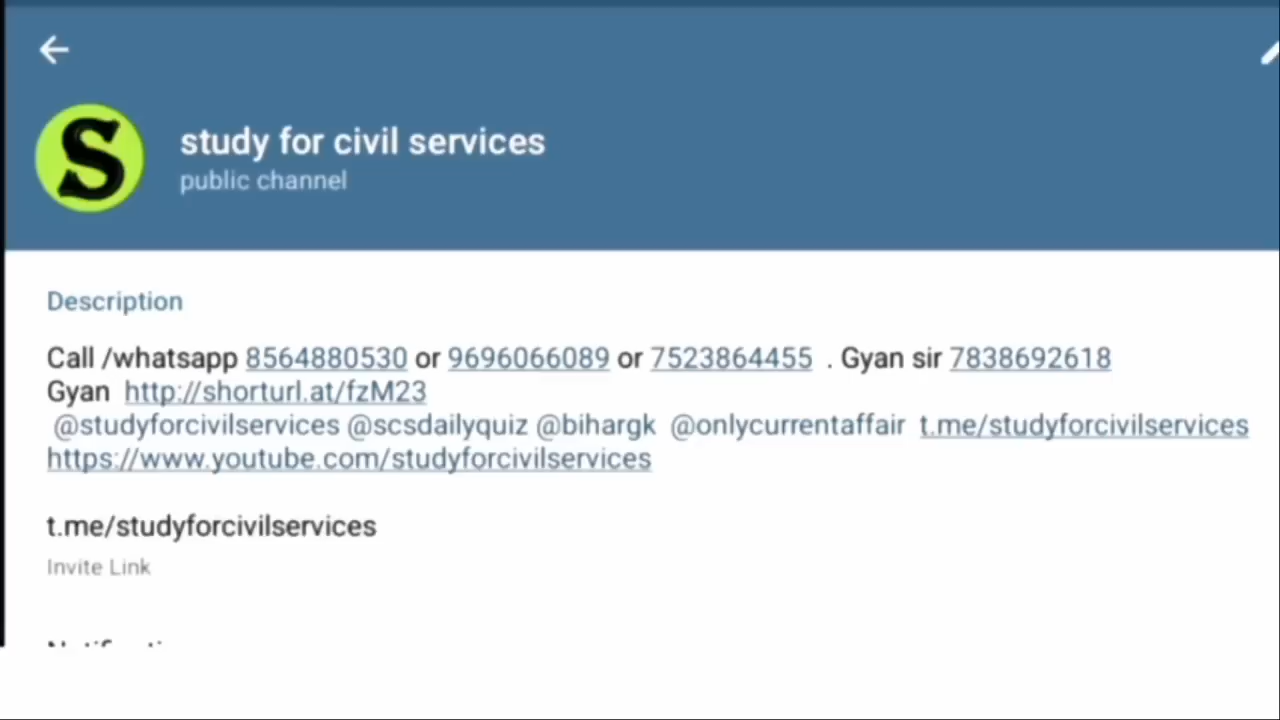 S
study for civil services
public channel
Description
Call /whatsapp 8564880530 or 9696066089 or 7523864455 . Gyan sir 7838692618
Gyan http://shorturl.at/fzM23
@studyforcivilservices @scsdailyquiz @bihargk @onlycurrentaffair t.me/studyforcivilservices
https://www.youtube.com/studyforcivilservices
t.me/studyforcivilservices
Invite Link